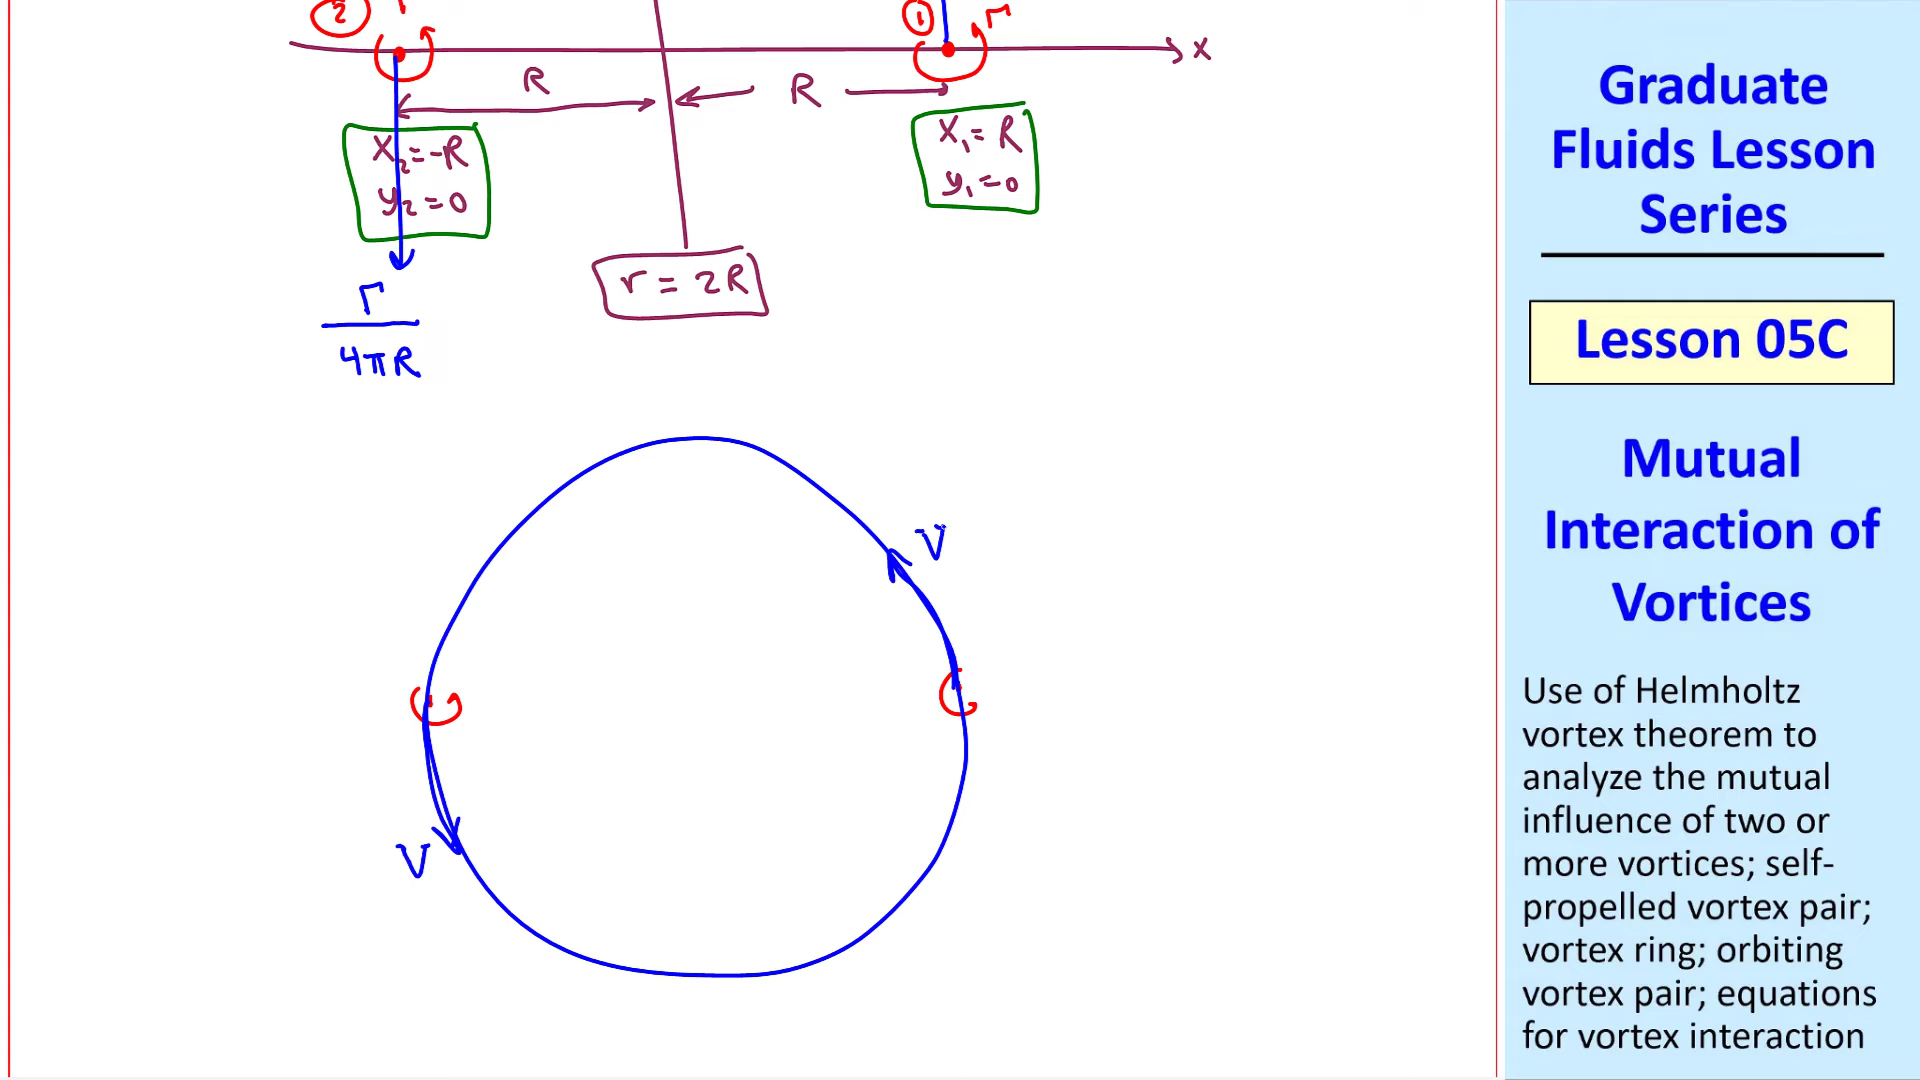 2
1
Γ
x
R
R
x₂=-R
y₂=0
x₁=R
y₁=0
r=2R
Γ
4πR
V
V
Graduate
Fluids Lesson
Series
Lesson 05C
Mutual
Interaction of
Vortices
Use of Helmholtz
vortex theorem to
analyze the mutual
influence of two or
more vortices; self-
propelled vortex pair;
vortex ring; orbiting
vortex pair; equations
for vortex interaction